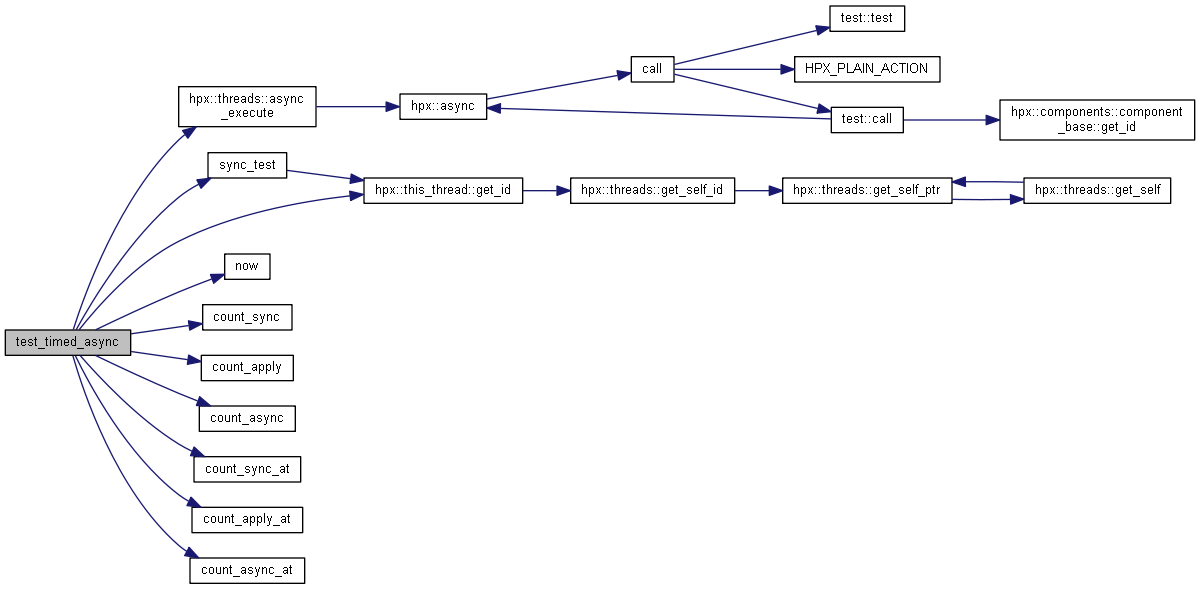 test::test
call
HPX_PLAIN_ACTION
hpx::threads::async
_execute
hpx::async
test::call
hpx::components::component
_base::get_id
sync_test
hpx::this_thread::get_id
hpx::threads::get_self_id
hpx::threads::get_self_ptr
hpx::threads::get_self
now
count_sync
test_timed_async
count_apply
count_async
count_sync_at
count_apply_at
count_async_at